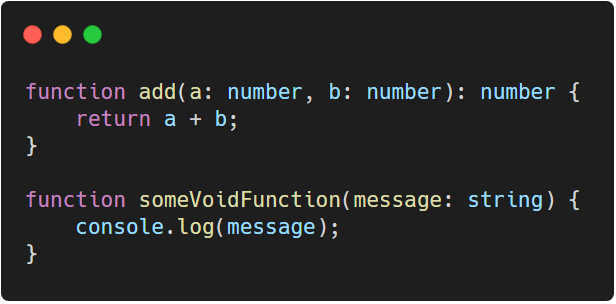 function add(a: number, b: number): number {
    return a + b;
}

function someVoidFunction(message: string) {
    console.log(message);
}